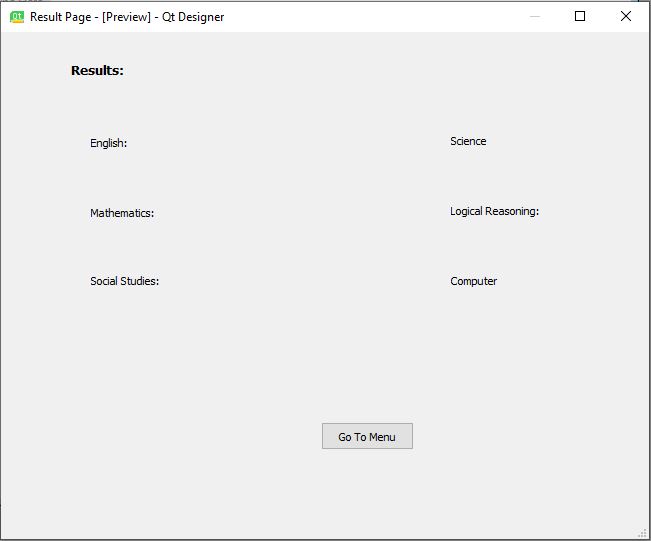 Result Page - [Preview] - Qt Designer
Results:
English:
Science
Mathematics:
Logical Reasoning:
Social Studies:
Computer
Go To Menu